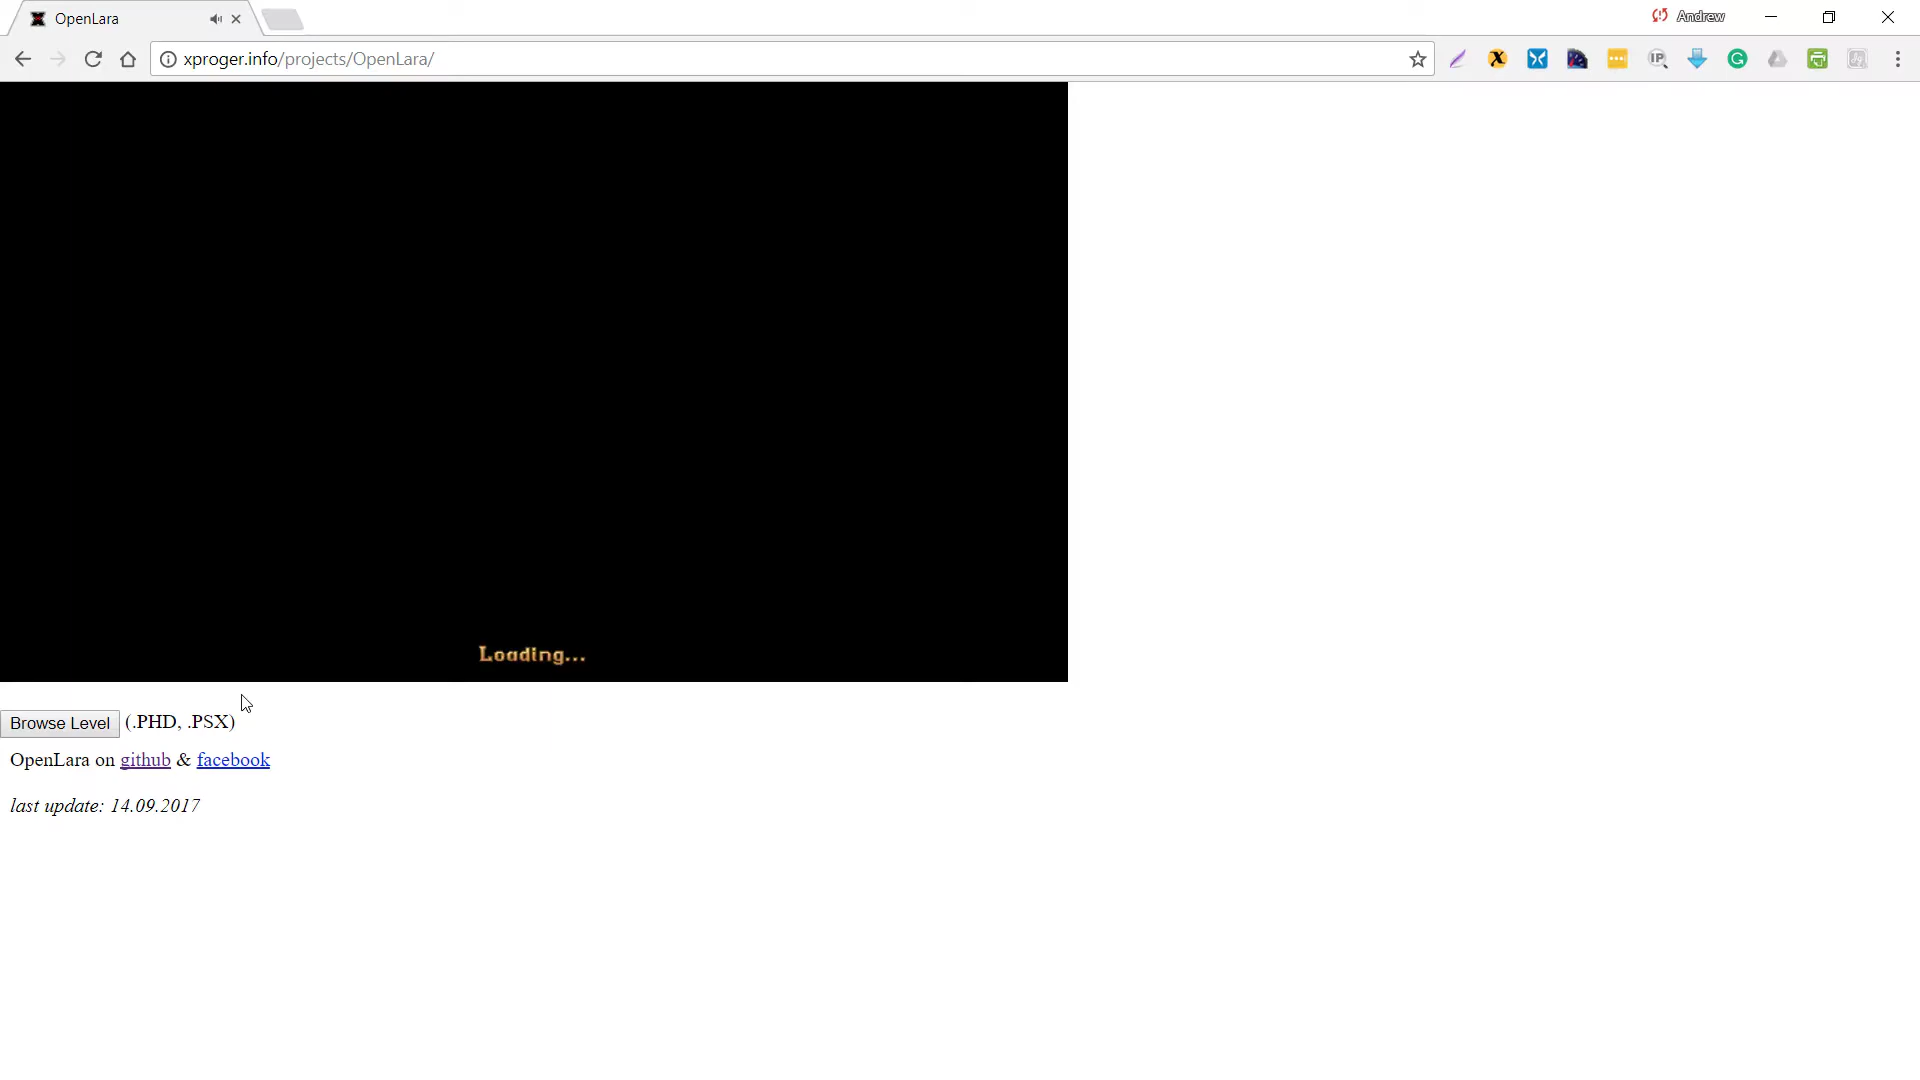 OpenLara
Andrew
xproger.info/projects/OpenLara/
Loading...
Browse Level (.PHD, .PSX)
OpenLara on github & facebook
last update: 14.09.2017